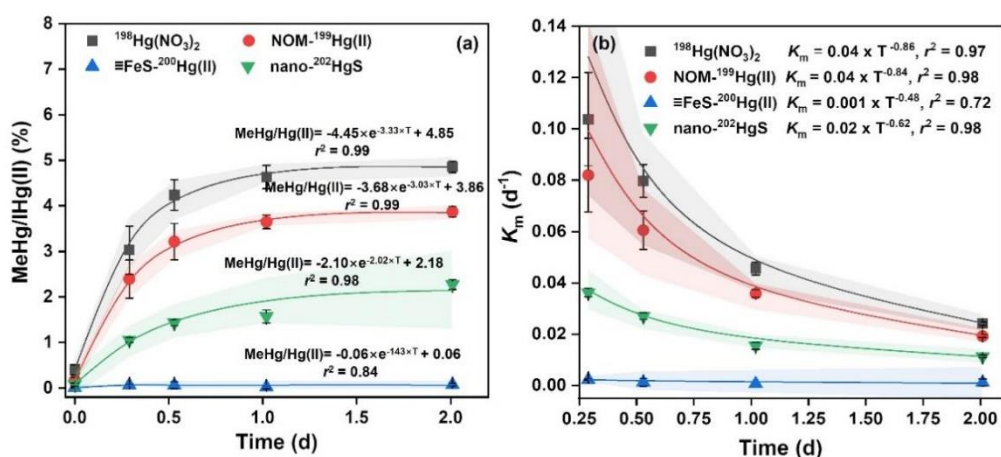 (a)
¹⁹⁸Hg(NO₃)₂ NOM-¹⁹⁹Hg(II)
≡FeS-²⁰⁰Hg(II) nano-²⁰²HgS
MeHg/Hg(II)= -4.45×e⁻³·³³ˣᵀ + 4.85
r² = 0.99
MeHg/Hg(II)= -3.68×e⁻³·⁰³ˣᵀ + 3.86
r² = 0.99
MeHg/Hg(II)= -2.10×e⁻²·⁰²ˣᵀ + 2.18
r² = 0.98
MeHg/Hg(II)= -0.06×e⁻¹⁴³ˣᵀ + 0.06
r² = 0.84
MeHg/IHg(II) (%)
8
7
6
5
4
3
2
1
0
0.0 0.5 1.0 1.5 2.0
Time (d)
(b)
¹⁹⁸Hg(NO₃)₂ Kₘ = 0.04 x T⁻⁰·⁸⁶, r² = 0.97
NOM-¹⁹⁹Hg(II) Kₘ = 0.04 x T⁻⁰·⁸⁴, r² = 0.98
≡FeS-²⁰⁰Hg(II) Kₘ = 0.001 x T⁻⁰·⁴⁸, r² = 0.72
nano-²⁰²HgS Kₘ = 0.02 x T⁻⁰·⁶², r² = 0.98
Kₘ (d⁻¹)
0.14
0.12
0.10
0.08
0.06
0.04
0.02
0.00
0.25 0.50 0.75 1.00 1.25 1.50 1.75 2.00
Time (d)